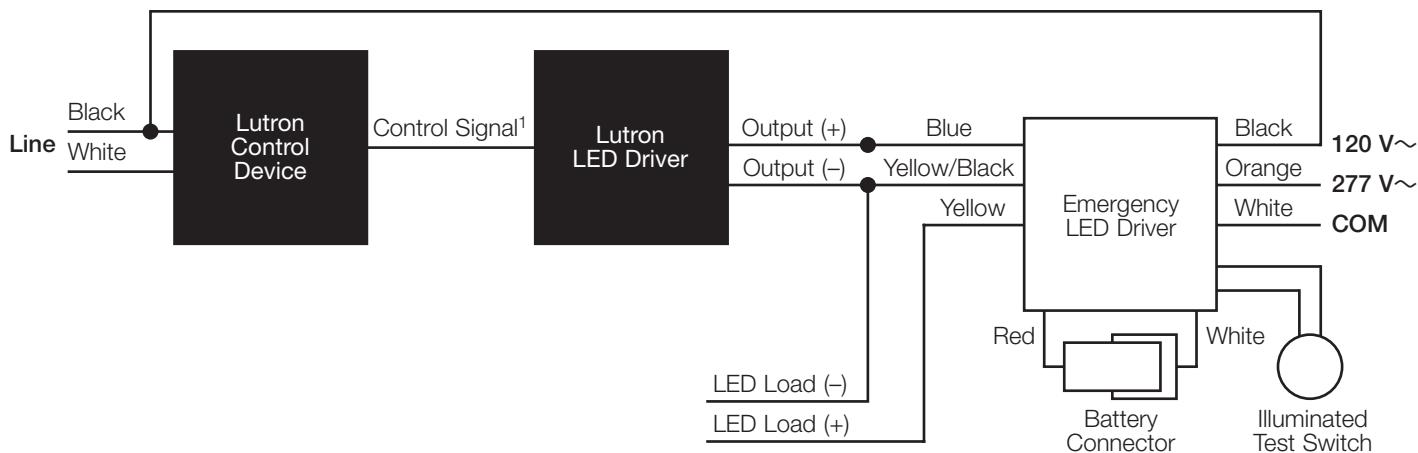 Black
Line
White
Lutron
Control
Device
Control Signal1
Lutron
LED Driver
Output (+)
Output (–)
Blue
Yellow/Black
Yellow
Emergency
LED Driver
Black
120 V~
Orange
277 V~
White
COM
Red
White
LED Load (–)
LED Load (+)
Battery
Connector
Illuminated
Test Switch